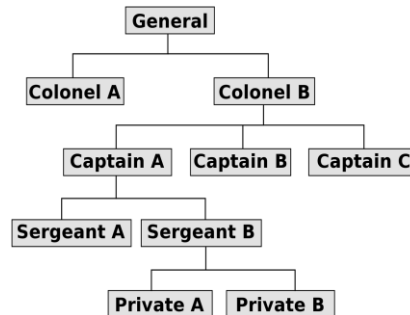 General
Colonel A
Colonel B
Captain A
Captain B
Captain C
Sergeant A
Sergeant B
Private A
Private B